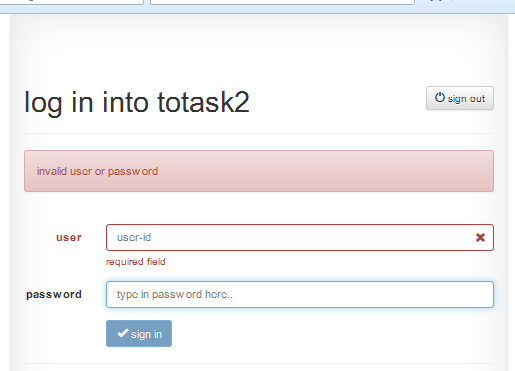 log in into totask2
sign out
invalid user or password
user
user-id
required field
password
type in password here..
sign in